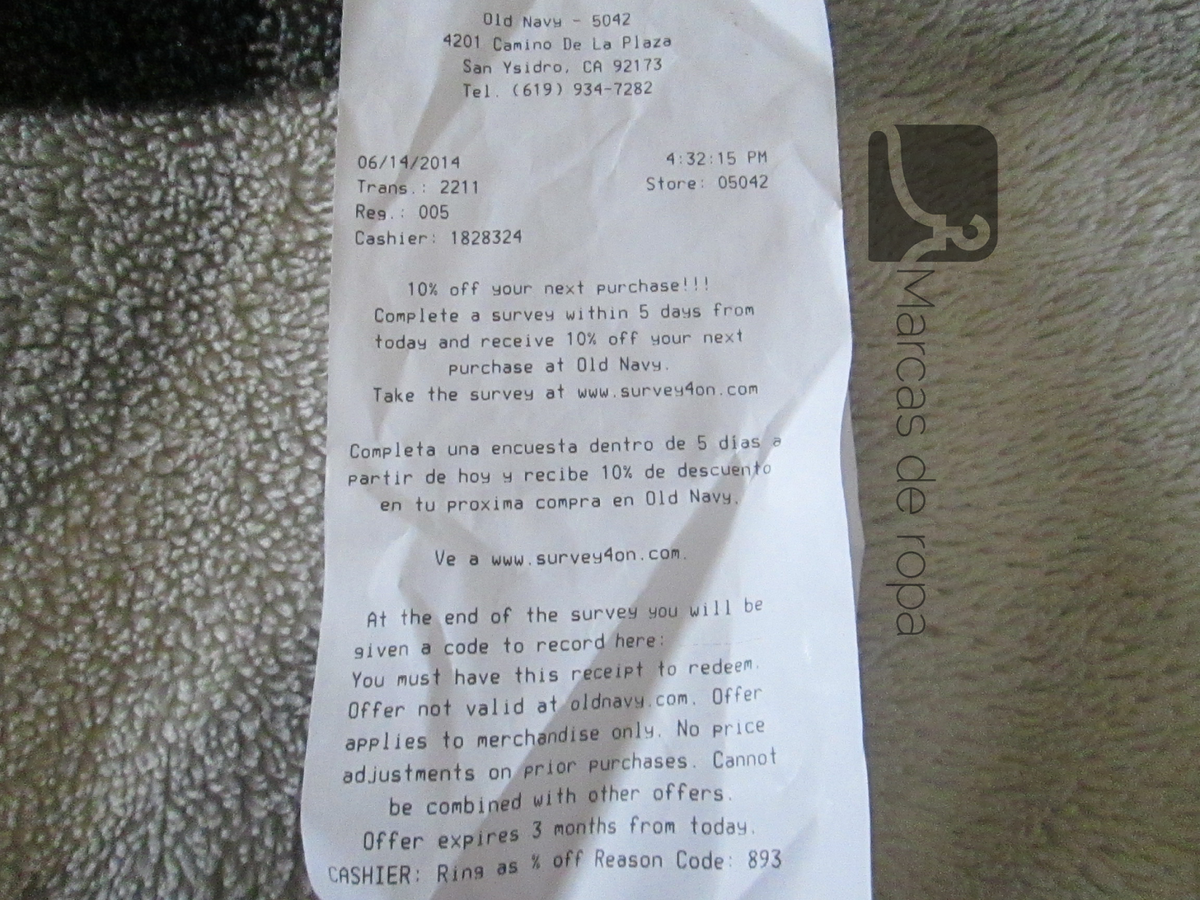 Old Navy - 5042
4201 Camino De La Plaza
San Ysidro, CA 92173
Tel. (619) 934-7282
06/14/2014 4:32:15 PM
Trans.: 2211 Store: 05042
Reg.: 005
Cashier: 1828324
10% off your next purchase!!!
Complete a survey within 5 days from
today and receive 10% off your next
purchase at Old Navy.
Take the survey at www.survey4on.com
Completa una encuesta dentro de 5 días a
partir de hoy y recibe 10% de descuento
en tu proxima compra en Old Navy.
Ve a www.survey4on.com.
At the end of the survey you will be
given a code to record here:
You must have this receipt to redeem.
Offer not valid at oldnavy.com. Offer
applies to merchandise only. No price
adjustments on prior purchases. Cannot
be combined with other offers.
Offer expires 3 months from today.
CASHIER: Ring as % off Reason Code: 893
Marcas de ropa